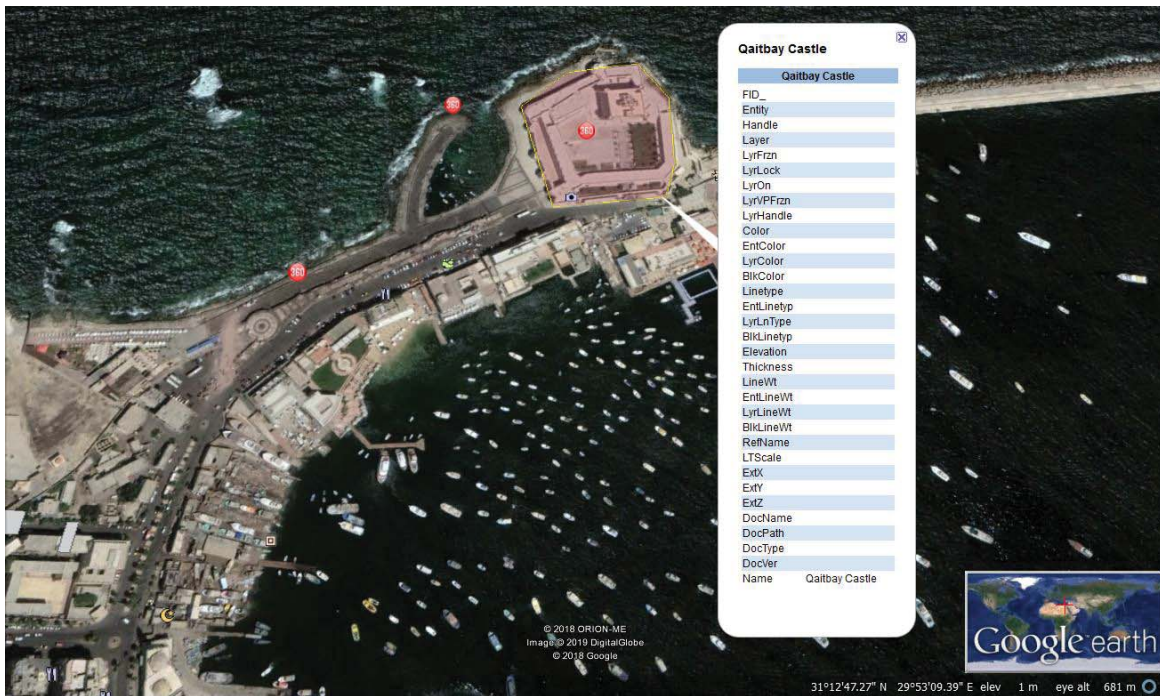 Qaitbay Castle
Qaitbay Castle
FID_
Entity
Handle
Layer
LyrFrzn
LyrLock
LyrOn
LyrVPFrzn
LyrHandle
Color
EntColor
LyrColor
BlkColor
Linetype
EntLinetyp
LyrLnType
BlkLinetyp
Elevation
Thickness
LineWt
EntLineWt
LyrLineWt
BlkLineWt
RefName
LTScale
ExtX
ExtY
ExtZ
DocName
DocPath
DocType
DocVer
Name Qaitbay Castle
360
360
360
© 2018 ORION-ME
Image © 2019 DigitalGlobe
© 2018 Google
Google earth
31°12'47.27" N 29°53'09.39" E elev 1 m eye alt 681 m